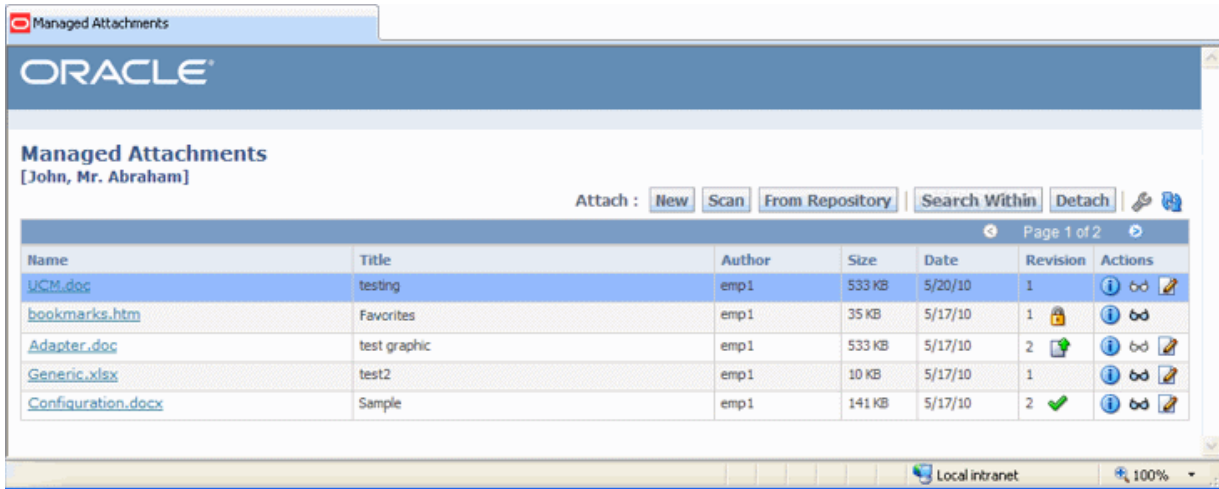 Managed Attachments
ORACLE®
Managed Attachments
[John, Mr. Abraham]
Attach : New Scan From Repository Search Within Detach
Page 1 of 2
Name Title Author Size Date Revision Actions
UCM.doc testing emp1 533 KB 5/20/10 1
bookmarks.htm Favorites emp1 35 KB 5/17/10 1
Adapter.doc test graphic emp1 533 KB 5/17/10 2
Generic.xlsx test2 emp1 10 KB 5/17/10 1
Configuration.docx Sample emp1 141 KB 5/17/10 2
Local intranet 100%